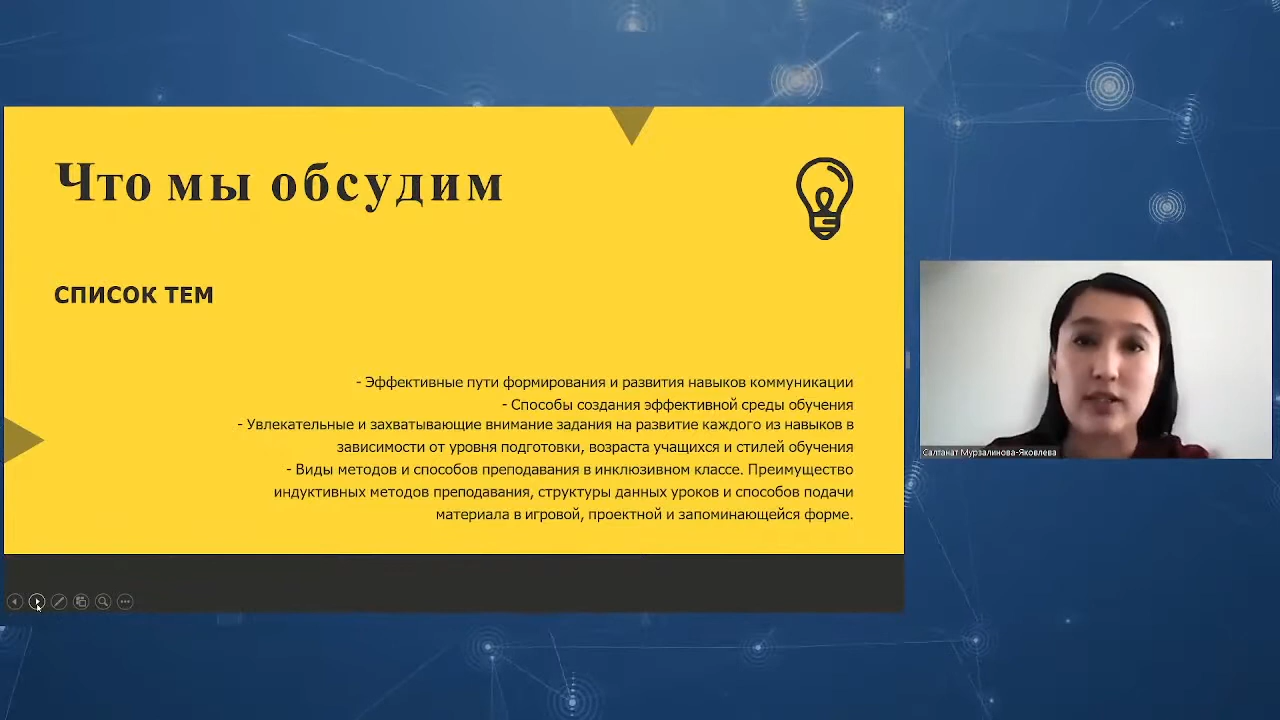 Что мы обсудим
СПИСОК ТЕМ
- Эффективные пути формирования и развития навыков коммуникации
- Способы создания эффективной среды обучения
- Увлекательные и захватывающие внимание задания на развитие каждого из навыков в
зависимости от уровня подготовки, возраста учащихся и стилей обучения
- Виды методов и способов преподавания в инклюзивном классе. Преимущество
индуктивных методов преподавания, структуры данных уроков и способов подачи
материала в игровой, проектной и запоминающейся форме.
Салтанат Мурзалинова-Яковлева